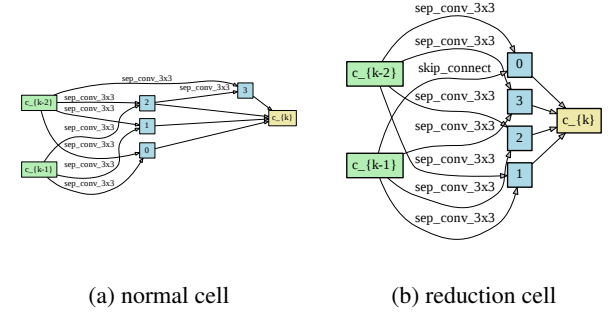 sep_conv_3x3
sep_conv_3x3
c_{k-2}
sep_conv_3x3
2
3
sep_conv_3x3
1
c_{k}
sep_conv_3x3
sep_conv_3x3
0
sep_conv_3x3
c_{k-1}
sep_conv_3x3
(a) normal cell
sep_conv_3x3
sep_conv_3x3
0
c_{k-2}
skip_connect
sep_conv_3x3
3
c_{k}
sep_conv_3x3
2
c_{k-1}
sep_conv_3x3
1
sep_conv_3x3
sep_conv_3x3
(b) reduction cell